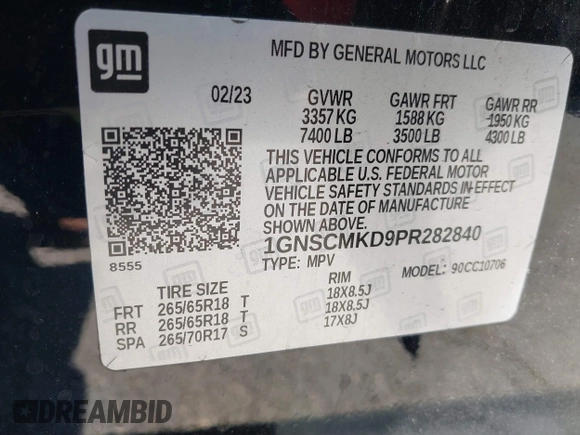 gm
MFD BY GENERAL MOTORS LLC
02/23 GVWR GAWR FRT GAWR RR
3357 KG 1588 KG 1950 KG
7400 LB 3500 LB 4300 LB
THIS VEHICLE CONFORMS TO ALL
APPLICABLE U.S. FEDERAL MOTOR
VEHICLE SAFETY STANDARDS IN EFFECT
ON THE DATE OF MANUFACTURE
SHOWN ABOVE.
1GNSCMKD9PR282840
8555
TYPE: MPV MODEL: 90CC10706
TIRE SIZE RIM
FRT 265/65R18 T 18X8.5J
RR 265/65R18 T 18X8.5J
SPA 265/70R17 S 17X8J
DREAMBID